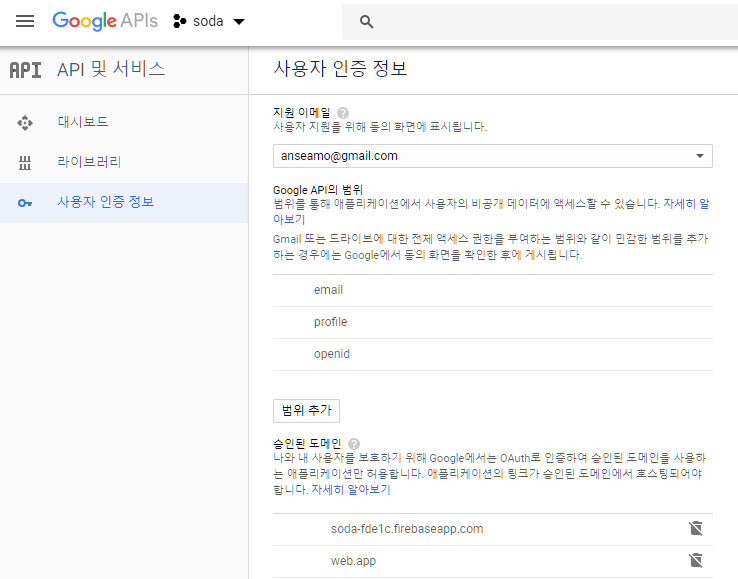 Google APIs soda
API API 및 서비스
사용자 인증 정보
대시보드
라이브러리
사용자 인증 정보
지원 이메일 ?
사용자 지원을 위해 동의 화면에 표시됩니다.
anseamo@gmail.com
Google API의 범위
범위를 통해 애플리케이션에서 사용자의 비공개 데이터에 액세스할 수 있습니다. 자세히 알
아보기
Gmail 또는 드라이브에 대한 전체 액세스 권한을 부여하는 범위와 같이 민감한 범위를 추가
하는 경우에는 Google에서 동의 화면을 확인한 후에 게시됩니다.
email
profile
openid
범위 추가
승인된 도메인 ?
나와 내 사용자를 보호하기 위해 Google에서는 OAuth로 인증하여 승인된 도메인을 사용하
는 애플리케이션만 허용합니다. 애플리케이션의 링크가 승인된 도메인에서 호스팅되어야
합니다. 자세히 알아보기
soda-fde1c.firebaseapp.com
web.app